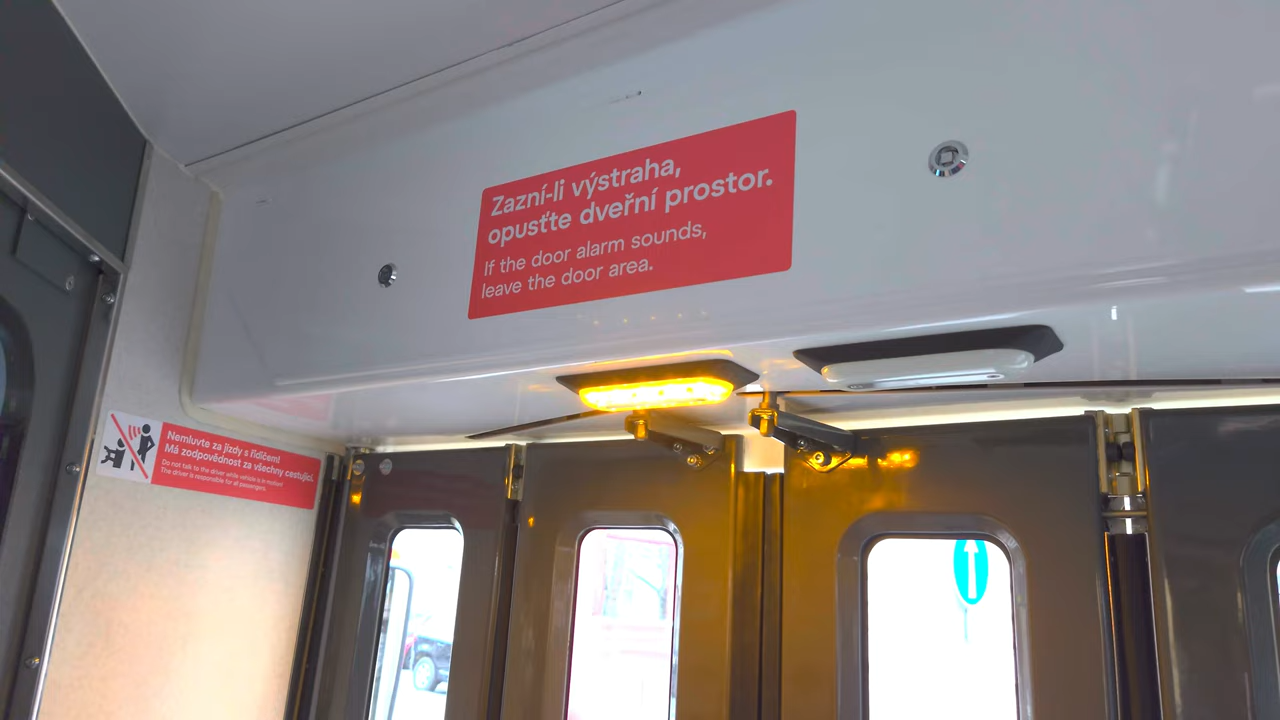 Zazní-li výstraha,
opusťte dveřní prostor.
If the door alarm sounds,
leave the door area.
Nemluvte za jízdy s řidičem!
Má zodpovědnost za všechny cestující.
Do not talk to the driver while vehicle is in motion!
The driver is responsible for all passengers.